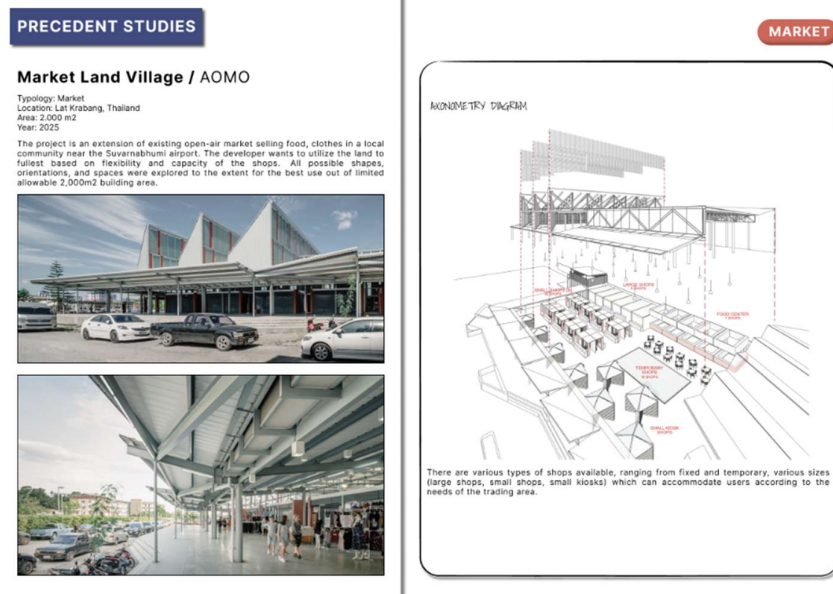 PRECEDENT STUDIES
Market Land Village / AOMO
Typology: Market
Location: Lat Krabang, Thailand
Area: 2.000 m2
Year: 2025
The project is an extension of existing open-air market selling food, clothes in a local
community near the Suvarnabhumi airport. The developer wants to utilize the land to
fullest based on flexibility and capacity of the shops. All possible shapes,
orientations, and spaces were explored to the extent for the best use out of limited
allowable 2,000m2 building area.
MARKET
AXONOMETRY DIAGRAM
LARGE SHOPS
FOOD CENTER
TEMPORARY
SHOPS
SMALL KIOSK
SHOPS
There are various types of shops available, ranging from fixed and temporary, various sizes
(large shops, small shops, small kiosks) which can accommodate users according to the
needs of the trading area.